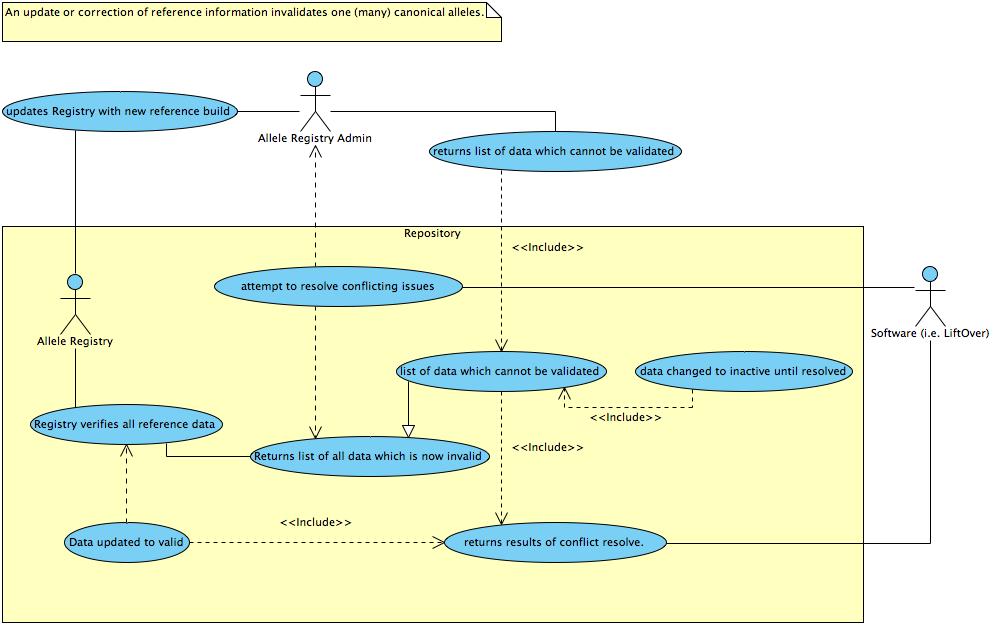 An update or correction of reference information invalidates one (many) canonical alleles.
updates Registry with new reference build
Allele Registry Admin
returns list of data which cannot be validated
Repository
<<Include>>
attempt to resolve conflicting issues
Allele Registry
Software (i.e. LiftOver)
list of data which cannot be validated
data changed to inactive until resolved
<<Include>>
Registry verifies all reference data
<<Include>>
Returns list of all data which is now invalid
<<Include>>
Data updated to valid
returns results of conflict resolve.